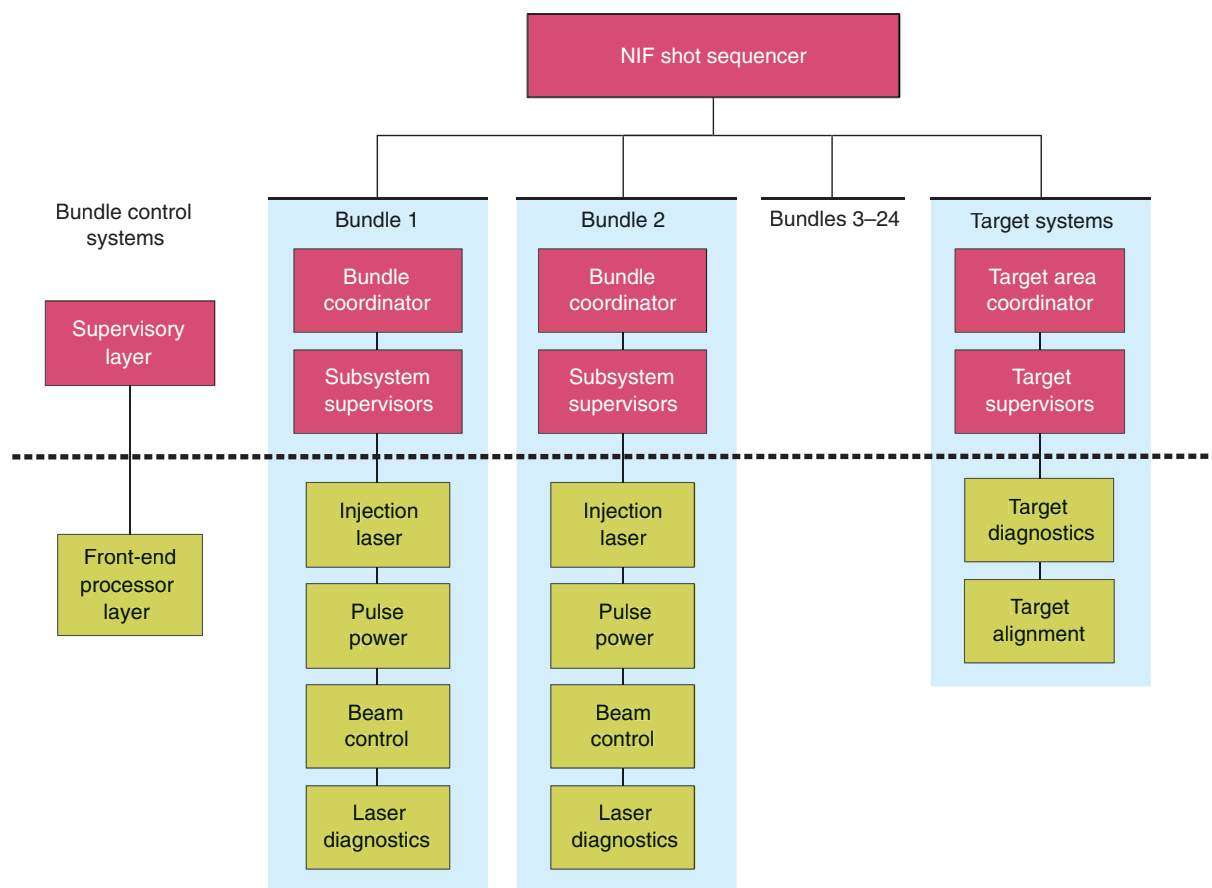 NIF shot sequencer
Bundle control
systems
Supervisory
layer
Front-end
processor
layer
Bundle 1
Bundle
coordinator
Subsystem
supervisors
Injection
laser
Pulse
power
Beam
control
Laser
diagnostics
Bundle 2
Bundle
coordinator
Subsystem
supervisors
Injection
laser
Pulse
power
Beam
control
Laser
diagnostics
Bundles 3–24
Target systems
Target area
coordinator
Target
supervisors
Target
diagnostics
Target
alignment